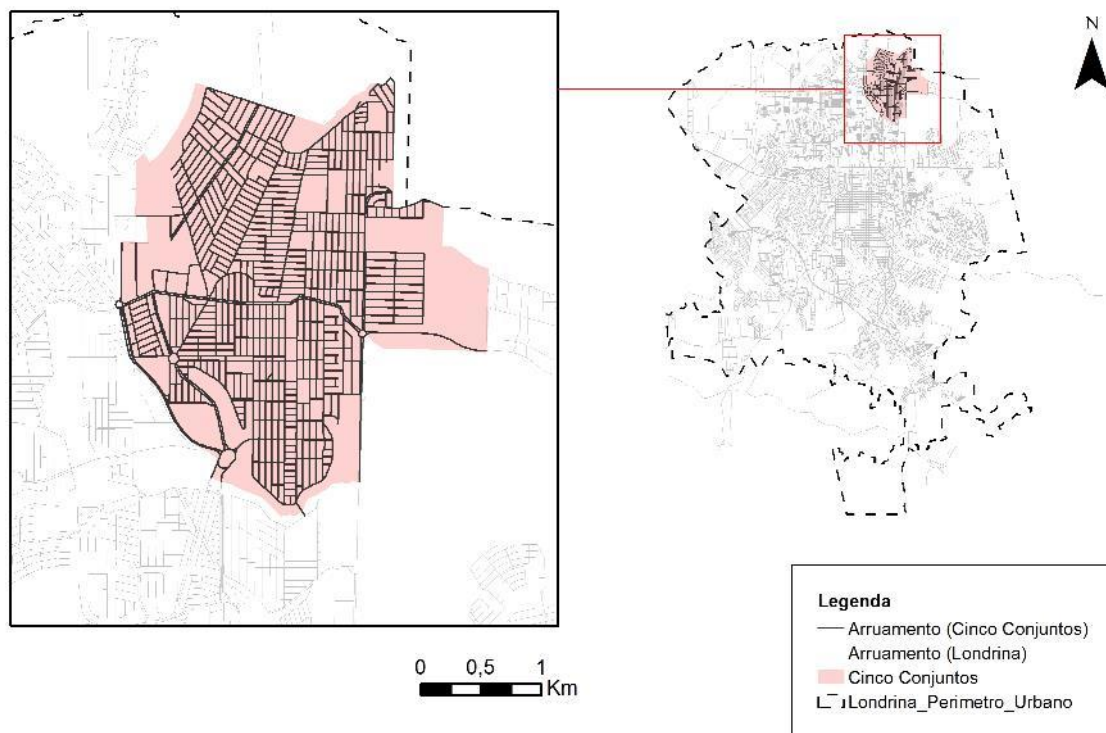 N
0 0,5 1
Km
Legenda
Arruamento (Cinco Conjuntos)
Arruamento (Londrina)
Cinco Conjuntos
Londrina_Perimetro_Urbano